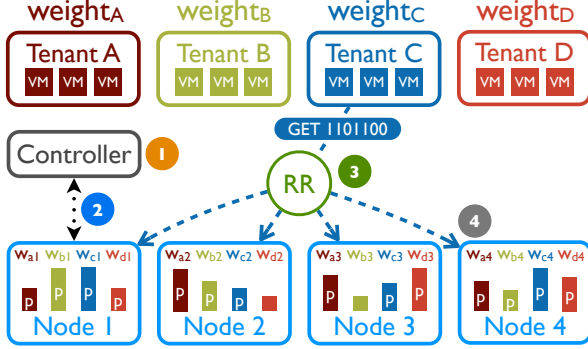 weightA weightB weightC weightD
Tenant A Tenant B Tenant C Tenant D
VM VM VM VM VM VM VM VM VM VM VM VM
GET 1101100
Controller 1
RR 3
2 4
wa1 wb1 wc1 wd1 wa2 wb2 wc2 wd2 wa3 wb3 wc3 wd3 wa4 wb4 wc4 wd4
P P P P P P P P P P P P P
Node 1 Node 2 Node 3 Node 4